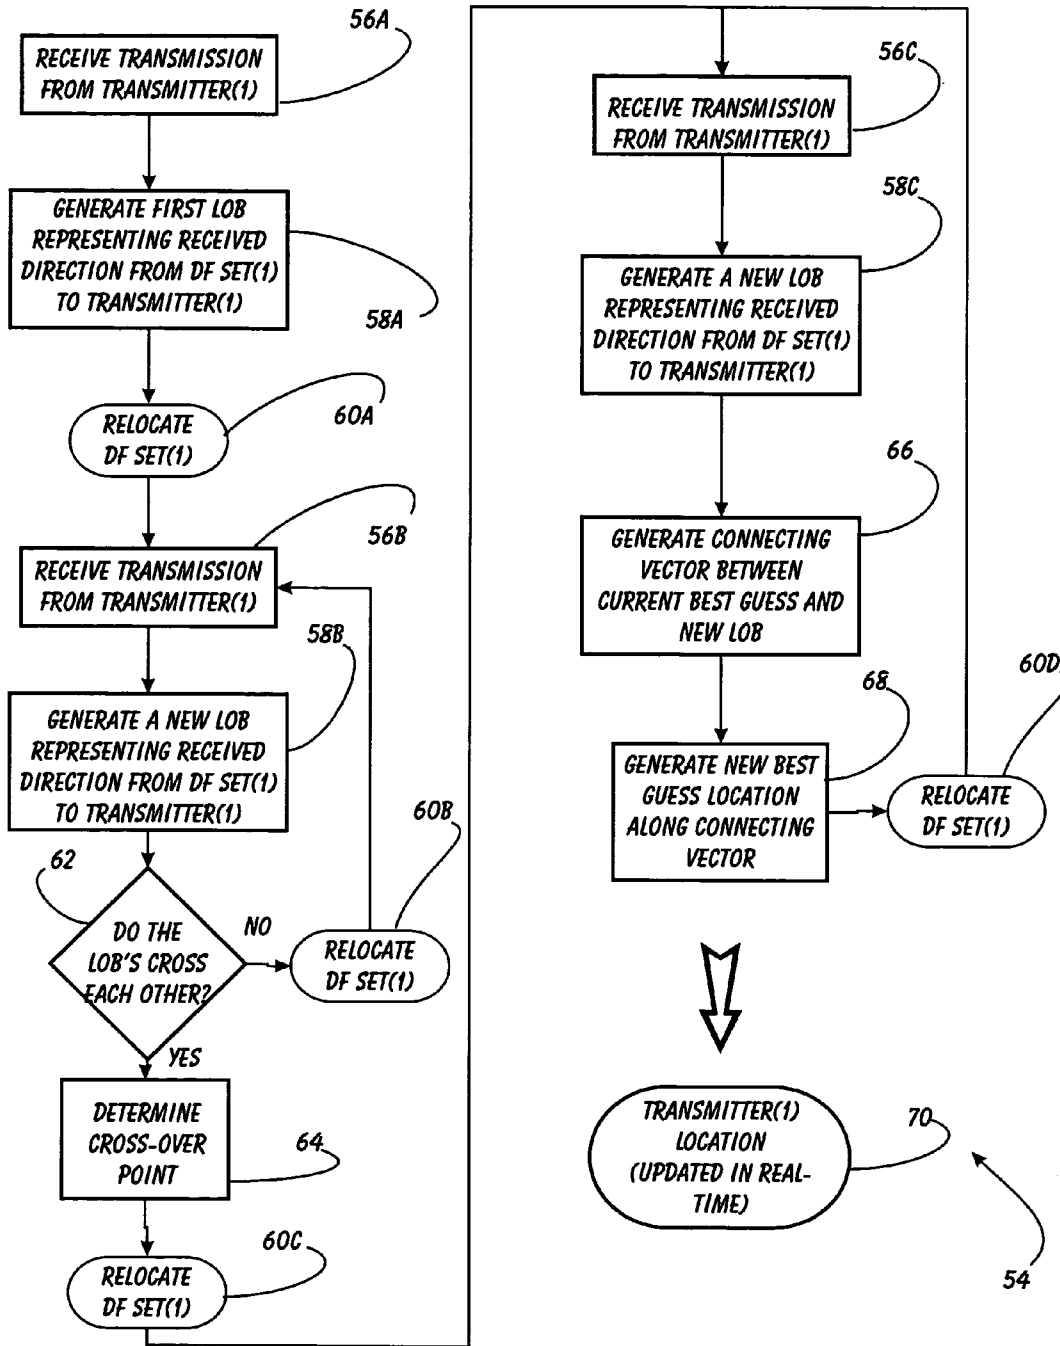 56A
RECEIVE TRANSMISSION
FROM TRANSMITTER(1)
GENERATE FIRST LOB
REPRESENTING RECEIVED
DIRECTION FROM DF SET(1)
TO TRANSMITTER(1)
58A
60A
RELOCATE
DF SET(1)
56B
RECEIVE TRANSMISSION
FROM TRANSMITTER(1)
58B
GENERATE A NEW LOB
REPRESENTING RECEIVED
DIRECTION FROM DF SET(1)
TO TRANSMITTER(1)
60B
62
DO THE
LOB'S CROSS
EACH OTHER?
NO
RELOCATE
DF SET(1)
YES
DETERMINE
CROSS-OVER
POINT
64
60C
RELOCATE
DF SET(1)
56C
RECEIVE TRANSMISSION
FROM TRANSMITTER(1)
58C
GENERATE A NEW LOB
REPRESENTING RECEIVED
DIRECTION FROM DF SET(1)
TO TRANSMITTER(1)
66
GENERATE CONNECTING
VECTOR BETWEEN
CURRENT BEST GUESS AND
NEW LOB
68
60D
GENERATE NEW BEST
GUESS LOCATION
ALONG CONNECTING
VECTOR
RELOCATE
DF SET(1)
TRANSMITTER(1)
LOCATION
(UPDATED IN REAL-
TIME)
70
54